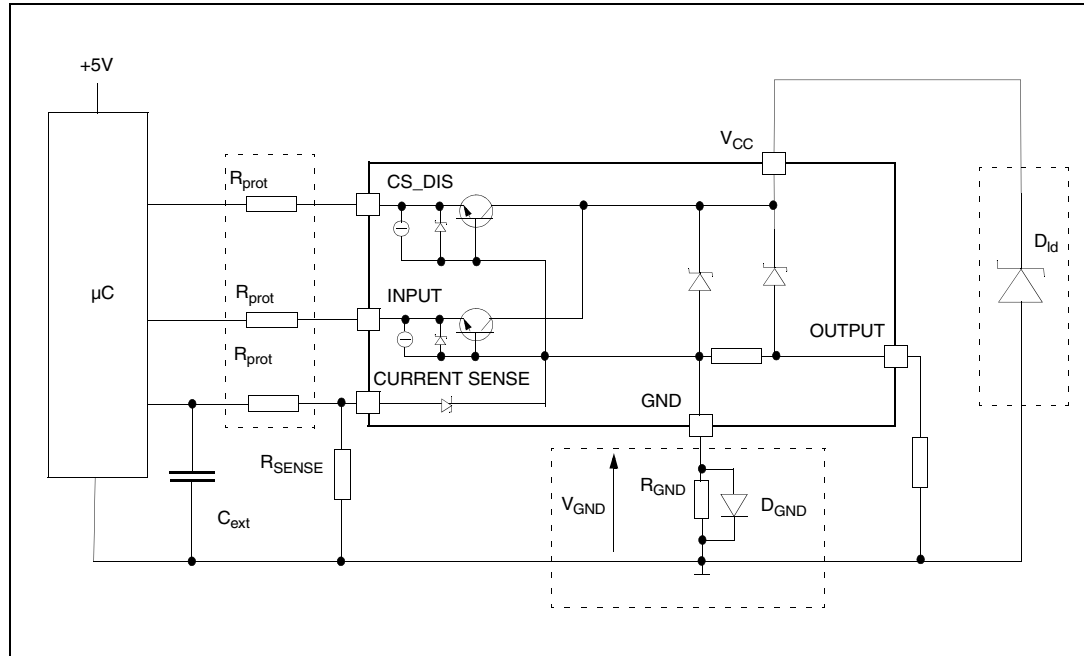 +5V
V_CC
CS_DIS
R_prot
D_ld
µC
INPUT
R_prot
OUTPUT
R_prot
CURRENT SENSE
GND
R_SENSE
R_GND
V_GND
D_GND
C_ext